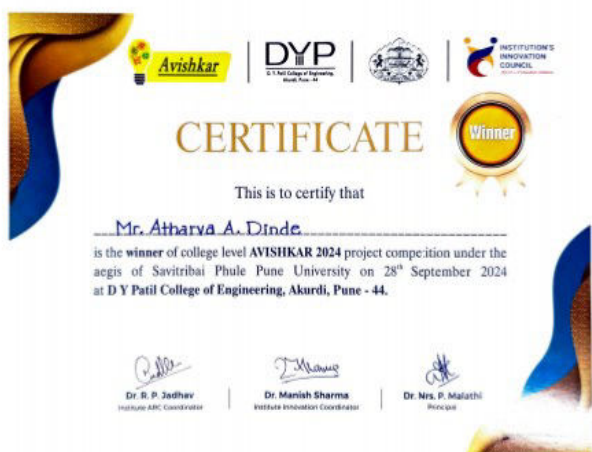 Avishkar
DYP
D. Y. Patil College of Engineering,
Akurdi, Pune - 44
INSTITUTION'S
INNOVATION
COUNCIL
CERTIFICATE
Winner
This is to certify that
Mr. Atharva A. Dinde
is the winner of college level AVISHKAR 2024 project competition under the
aegis of Savitribai Phule Pune University on 28th September 2024
at D Y Patil College of Engineering, Akurdi, Pune - 44.
Dr. R. P. Jadhav
Dr. Manish Sharma
Dr. Mrs. P. Malathi
Institute ARC Coordinator
Institute Innovation Coordinator
Principal